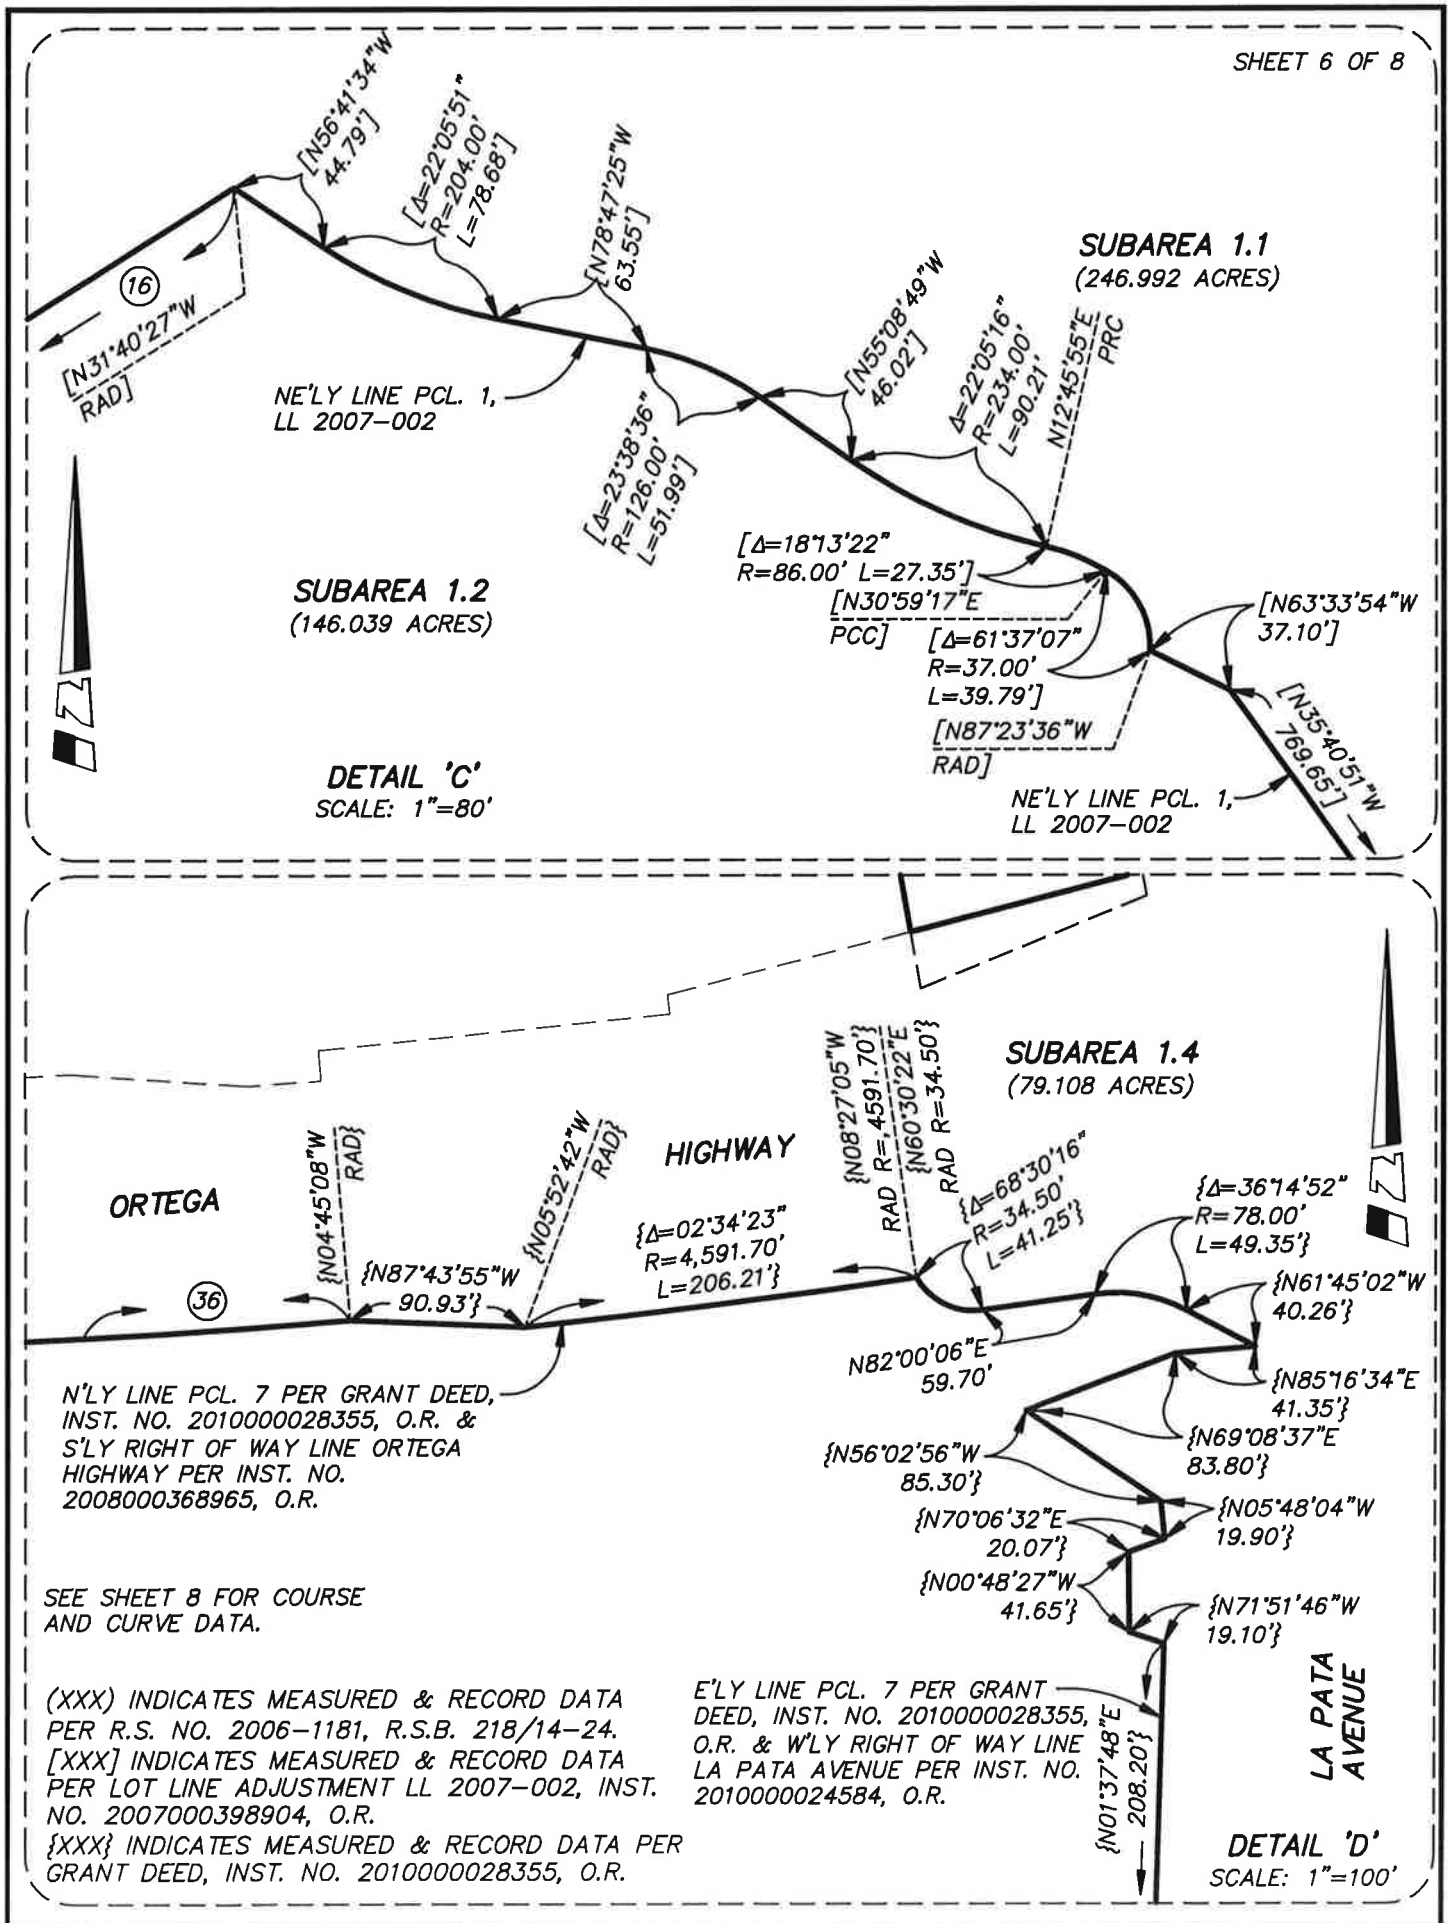 SHEET 6 OF 8
[N56°41'34"W
44.79']
[Δ=22°05'51"
R=204.00'
L=78.68']
[N78°47'25"W
63.55']
SUBAREA 1.1
(246.992 ACRES)
16
[N31°40'27"W
RAD]
[N55°08'49"W
46.02']
Δ=22°05'16"
R=234.00'
L=90.21'
N12°45'55"E
PRC
NE'LY LINE PCL. 1,
LL 2007-002
[Δ=23°38'36"
R=126.00'
L=51.99']
[Δ=18°13'22"
R=86.00' L=27.35']
[N30°59'17"E
PCC]
[Δ=61°37'07"
R=37.00'
L=39.79']
[N63°33'54"W
37.10']
SUBAREA 1.2
(146.039 ACRES)
[N87°23'36"W
RAD]
[N35°40'51"W
769.65']
N
DETAIL 'C'
SCALE: 1"=80'
NE'LY LINE PCL. 1,
LL 2007-002
{N08°27'05"W
RAD R=,4591.70'}
{N60°30'22"E
RAD R=34.50'}
SUBAREA 1.4
(79.108 ACRES)
N
ORTEGA
HIGHWAY
{N04°45'08"W
RAD}
{N05°52'42"W
RAD}
{Δ=02°34'23"
R=4,591.70'
L=206.21'}
{Δ=68°30'16"
R=34.50'
L=41.25'}
{Δ=36°14'52"
R=78.00'
L=49.35'}
36
{N87°43'55"W
90.93'}
{N61°45'02"W
40.26'}
N82°00'06"E
59.70'
{N85°16'34"E
41.35'}
N'LY LINE PCL. 7 PER GRANT DEED,
INST. NO. 2010000028355, O.R. &
S'LY RIGHT OF WAY LINE ORTEGA
HIGHWAY PER INST. NO.
2008000368965, O.R.
{N56°02'56"W
85.30'}
{N69°08'37"E
83.80'}
{N70°06'32"E
20.07'}
{N05°48'04"W
19.90'}
{N00°48'27"W
41.65'}
{N71°51'46"W
19.10'}
SEE SHEET 8 FOR COURSE
AND CURVE DATA.
(XXX) INDICATES MEASURED & RECORD DATA
PER R.S. NO. 2006-1181, R.S.B. 218/14-24.
[XXX] INDICATES MEASURED & RECORD DATA
PER LOT LINE ADJUSTMENT LL 2007-002, INST.
NO. 2007000398904, O.R.
{XXX} INDICATES MEASURED & RECORD DATA PER
GRANT DEED, INST. NO. 2010000028355, O.R.
E'LY LINE PCL. 7 PER GRANT
DEED, INST. NO. 2010000028355,
O.R. & W'LY RIGHT OF WAY LINE
LA PATA AVENUE PER INST. NO.
2010000024584, O.R.
{N01°37'48"E
208.20'}
LA PATA
AVENUE
DETAIL 'D'
SCALE: 1"=100'